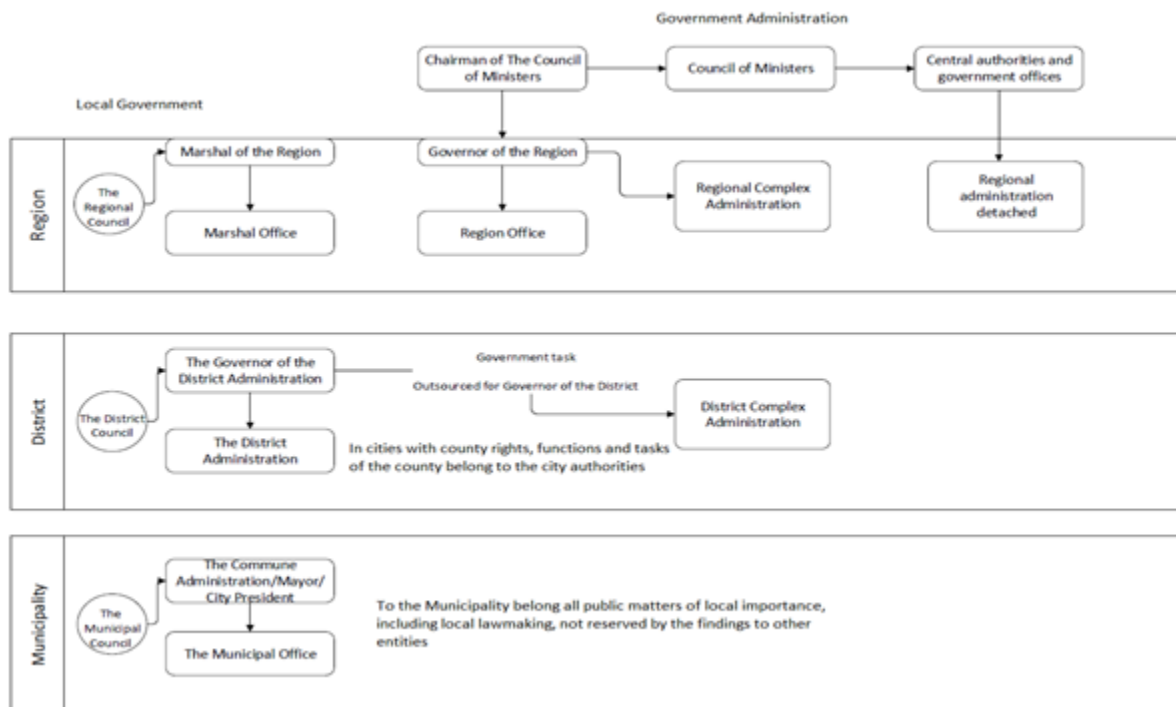 Government Administration
Chairman of The Council
of Ministers
Council of Ministers
Central authorities and
government offices
Local Government
Region
The
Regional
Council
Marshal of the Region
Marshal Office
Governor of the Region
Region Office
Regional Complex
Administration
Regional
administration
detached
District
The District
Council
The Governor of the
District Administration
The District
Administration
Government task
Outsourced for Governor of the District
District Complex
Administration
In cities with county rights, functions and tasks
of the county belong to the city authorities
Municipality
The
Municipal
Council
The Commune
Administration/Mayor/
City President
The Municipal Office
To the Municipality belong all public matters of local importance,
including local lawmaking, not reserved by the findings to other
entities